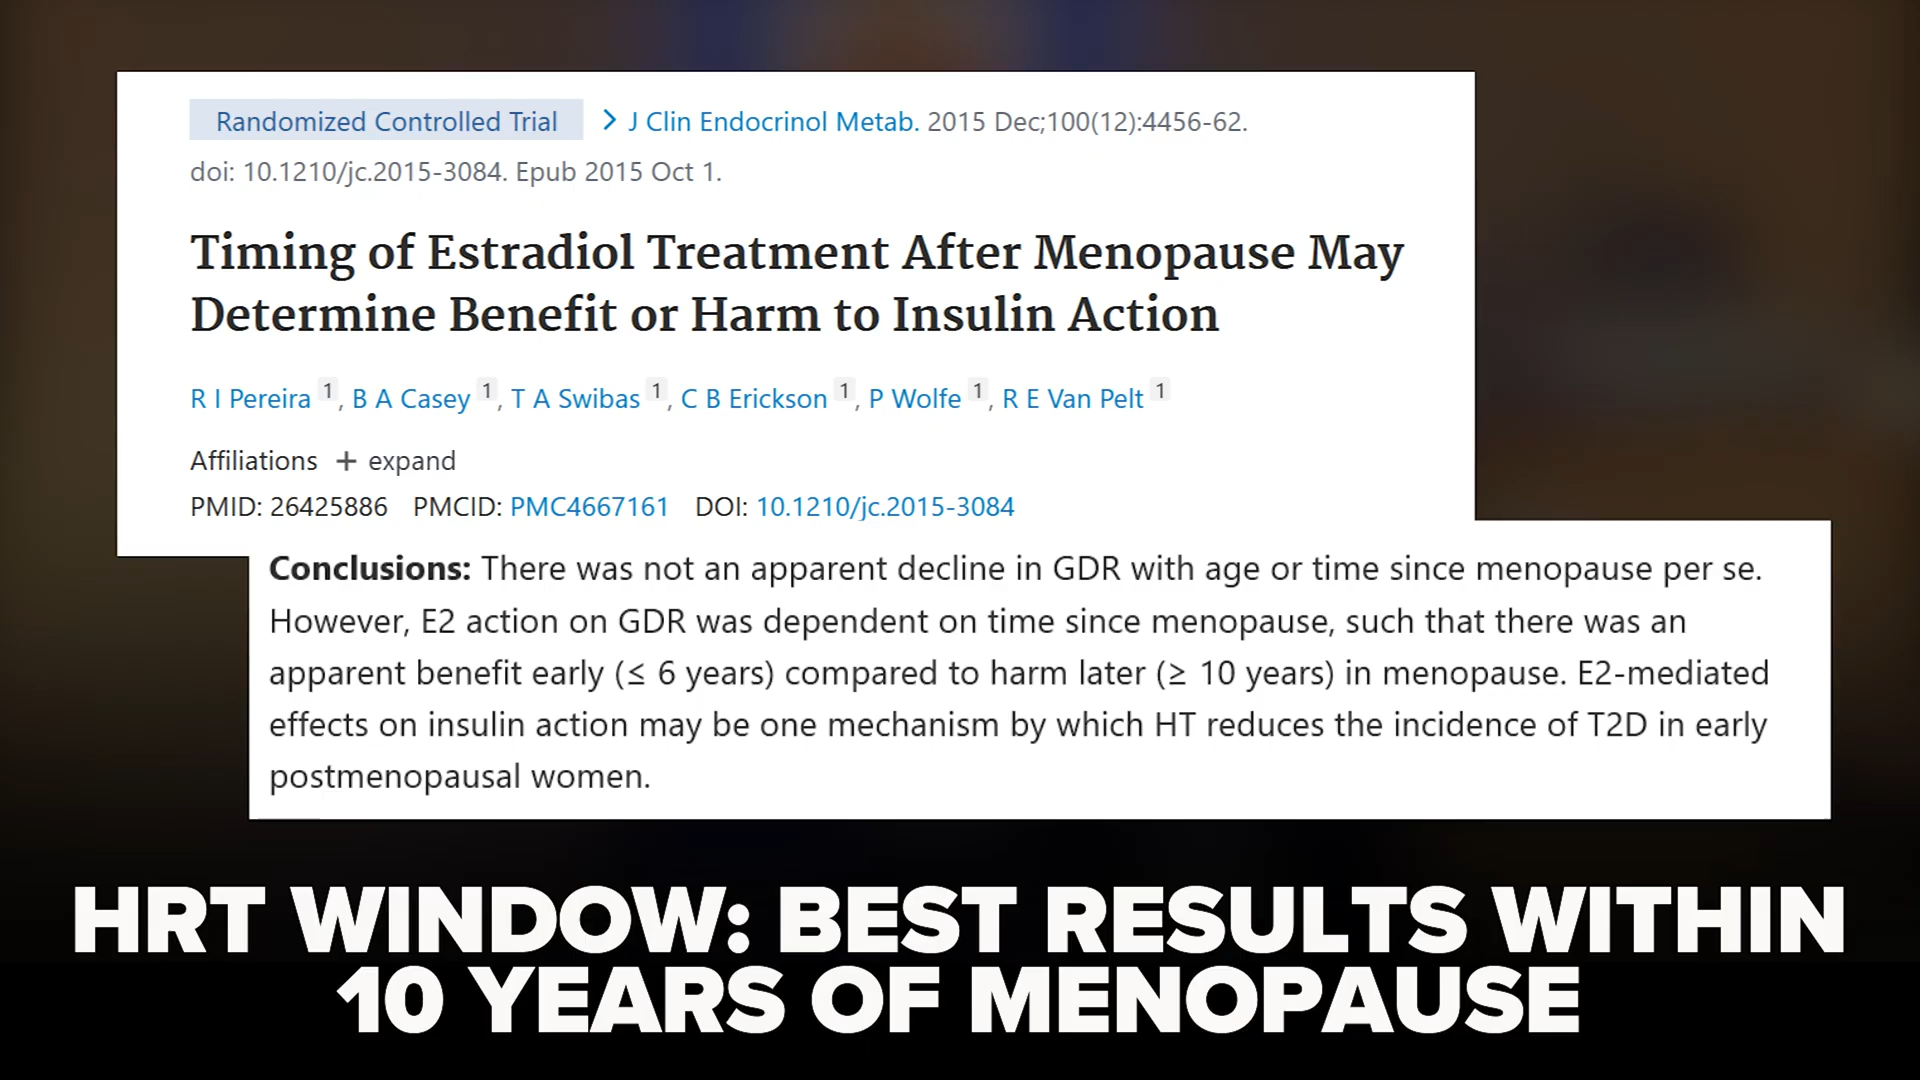 Randomized Controlled Trial > J Clin Endocrinol Metab. 2015 Dec;100(12):4456-62.
doi: 10.1210/jc.2015-3084. Epub 2015 Oct 1.
Timing of Estradiol Treatment After Menopause May
Determine Benefit or Harm to Insulin Action
R I Pereira 1, B A Casey 1, T A Swibas 1, C B Erickson 1, P Wolfe 1, R E Van Pelt 1
Affiliations + expand
PMID: 26425886 PMCID: PMC4667161 DOI: 10.1210/jc.2015-3084
Conclusions: There was not an apparent decline in GDR with age or time since menopause per se.
However, E2 action on GDR was dependent on time since menopause, such that there was an
apparent benefit early (≤ 6 years) compared to harm later (≥ 10 years) in menopause. E2-mediated
effects on insulin action may be one mechanism by which HT reduces the incidence of T2D in early
postmenopausal women.
HRT WINDOW: BEST RESULTS WITHIN
10 YEARS OF MENOPAUSE